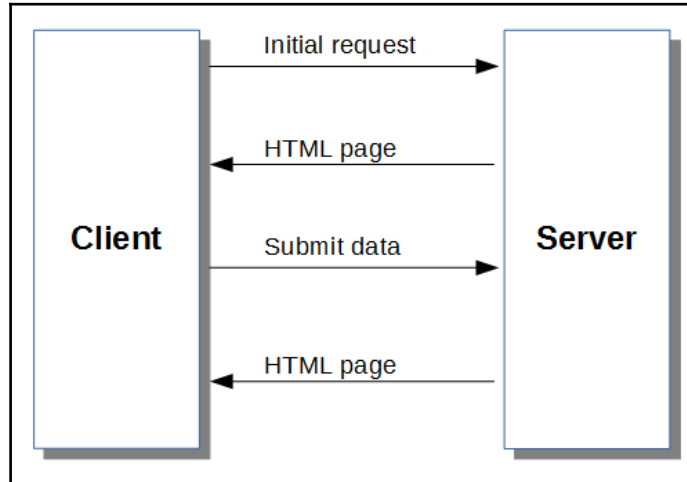 Initial request
HTML page
Client
Server
Submit data
HTML page